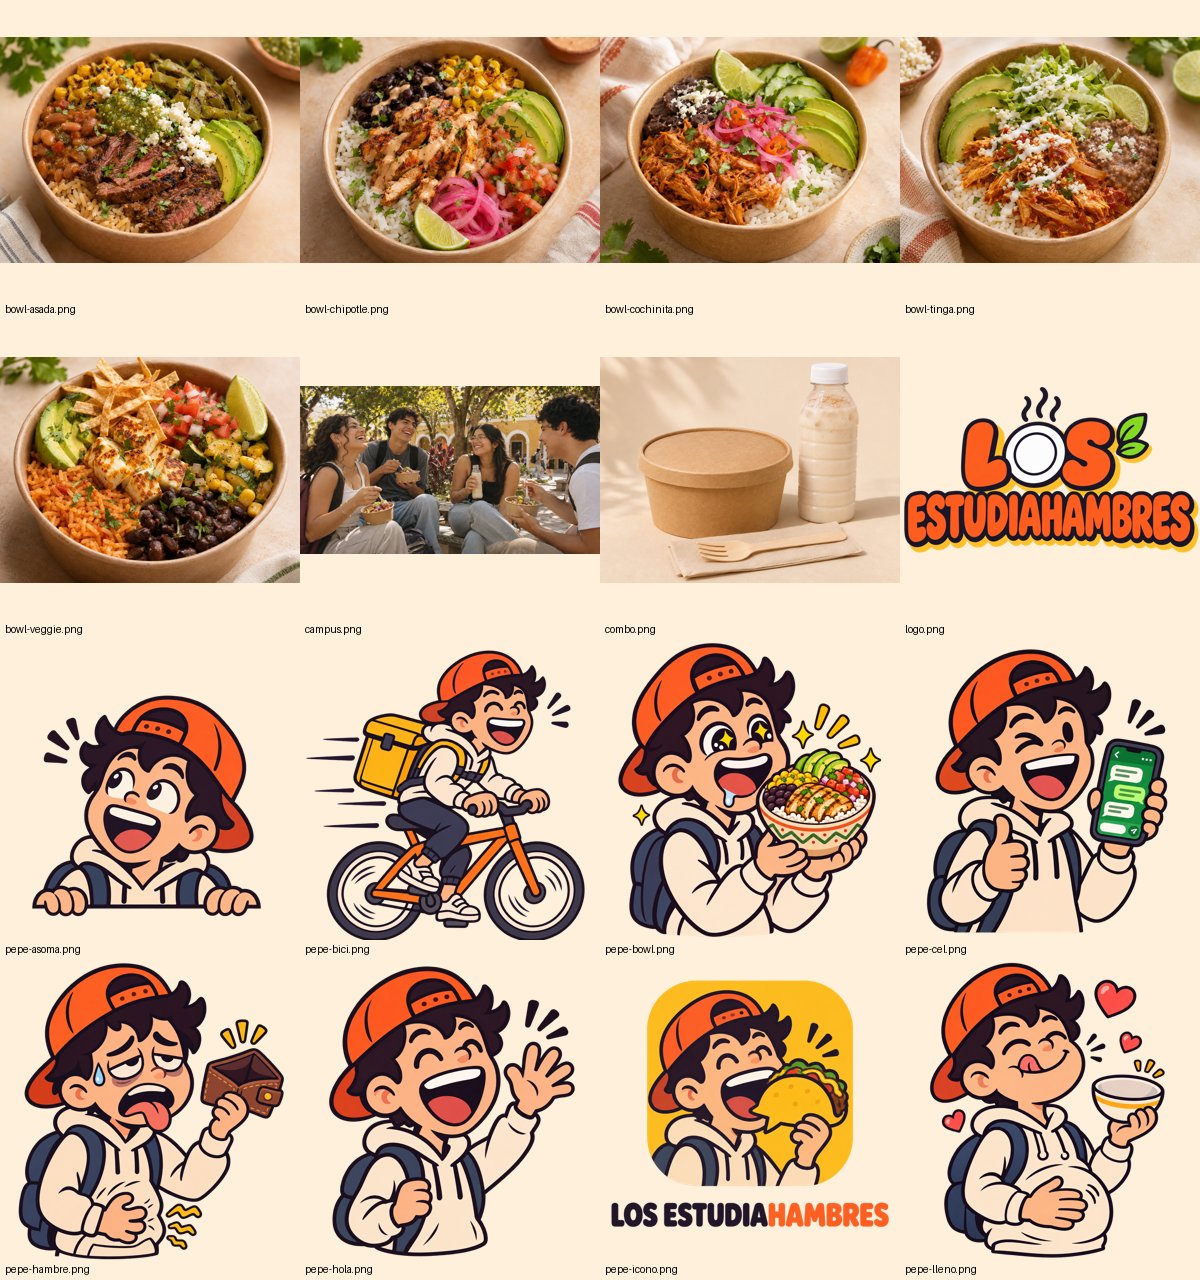 bowl-asada.png
bowl-chipotle.png
bowl-cochinita.png
bowl-tinga.png
LOS
ESTUDIAHAMBRES
bowl-veggie.png
campus.png
combo.png
logo.png
pepe-asoma.png
pepe-bici.png
pepe-bowl.png
pepe-cel.png
LOS ESTUDIAHAMBRES
pepe-hambre.png
pepe-hola.png
pepe-icono.png
pepe-lleno.png